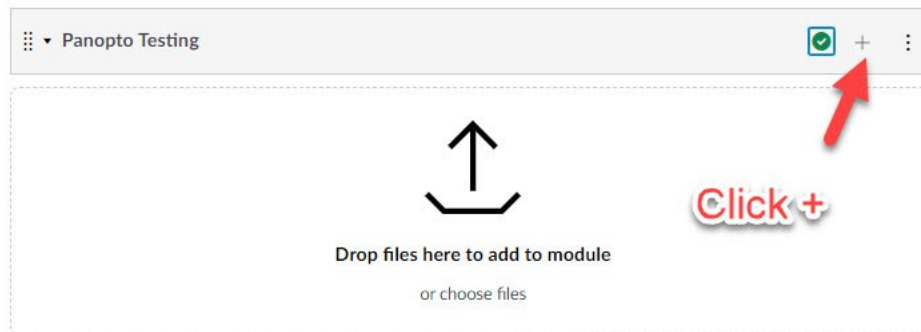 Panopto Testing
Click +
Drop files here to add to module
or choose files